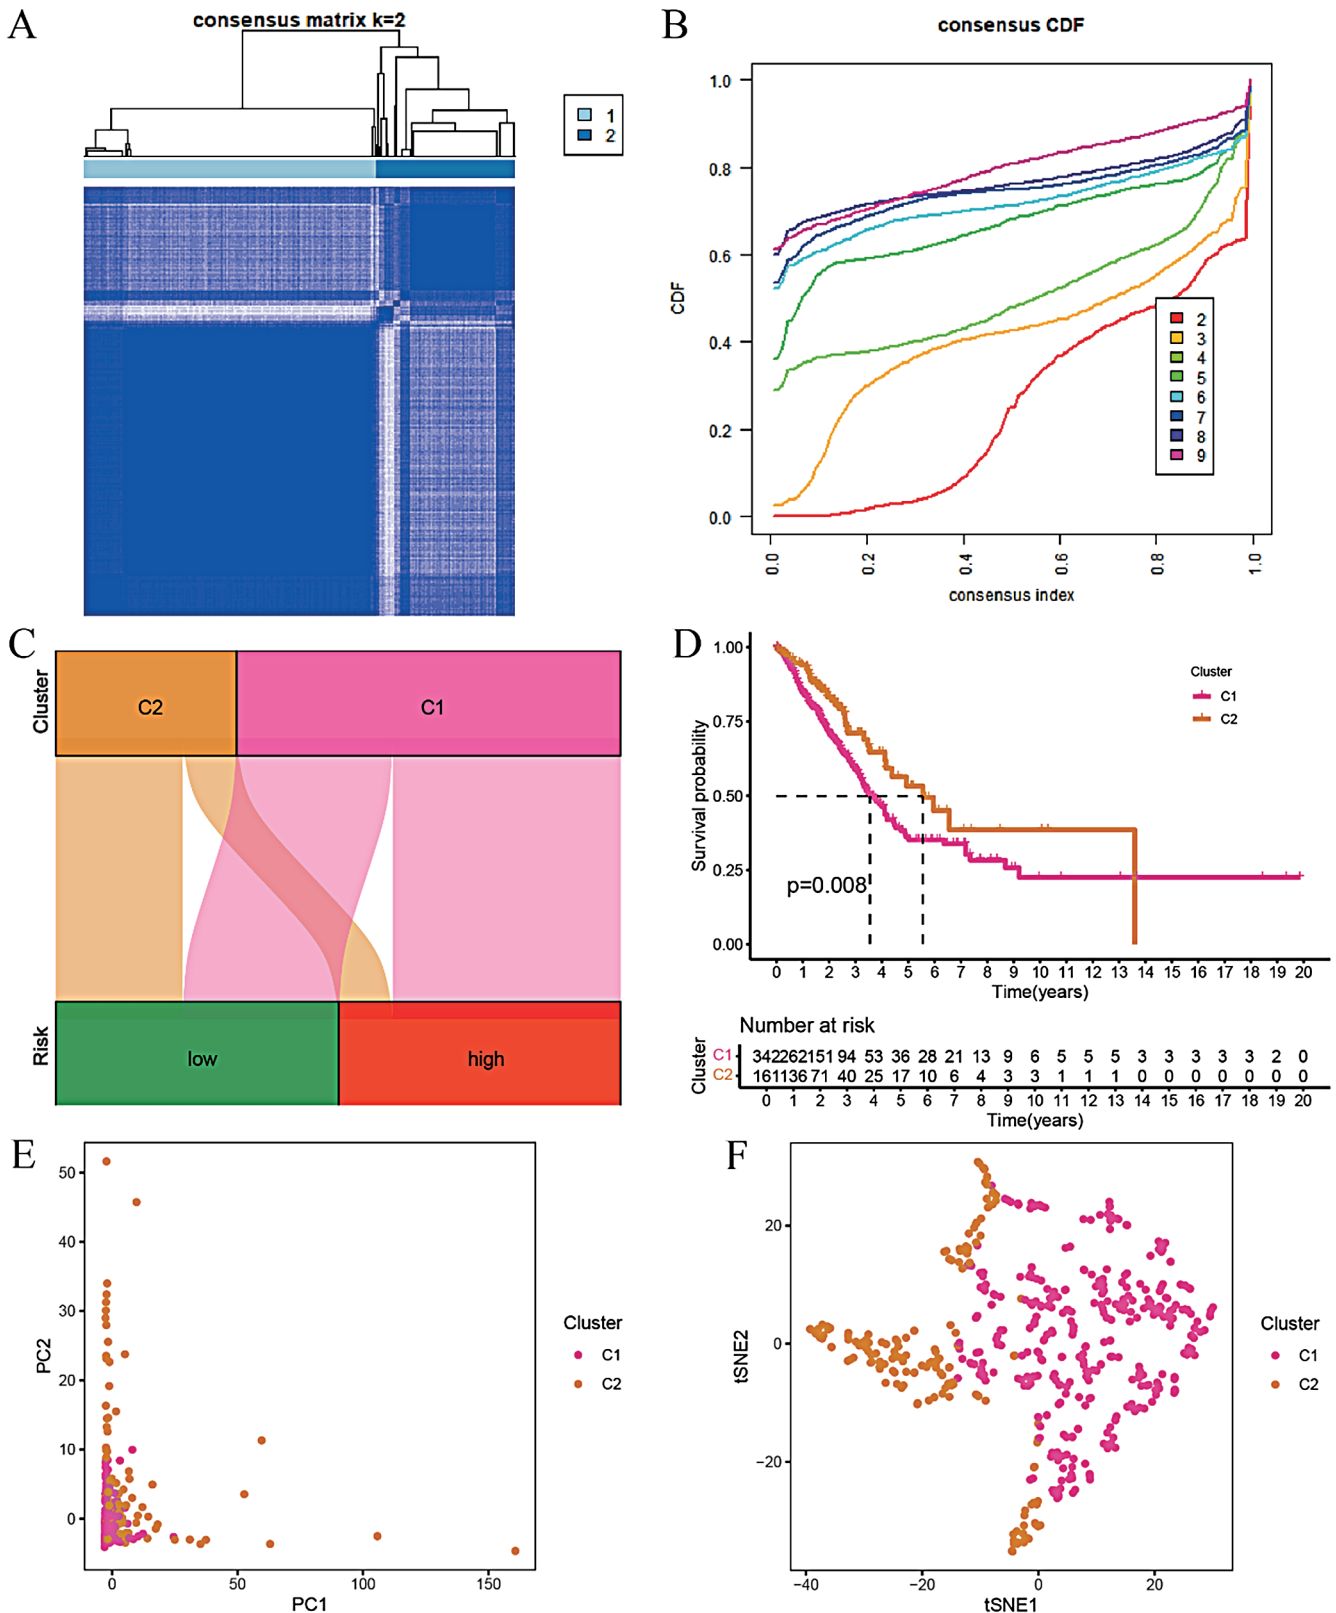 A
consensus matrix k=2
1
2
B
consensus CDF
CDF
1.0
0.8
0.6
0.4
0.2
0.0
2
3
4
5
6
7
8
9
0.0 0.2 0.4 0.6 0.8 1.0
consensus index
C
Cluster
C2 C1
Risk
low high
D
Survival probability
1.00
0.75
0.50
0.25
0.00
Cluster
C1
C2
p=0.008
0 1 2 3 4 5 6 7 8 9 10 11 12 13 14 15 16 17 18 19 20
Time(years)
Number at risk
Cluster
C1 342 262 151 94 53 36 28 21 13 9 6 5 5 5 3 3 3 3 3 2 0
C2 161 136 71 40 25 17 10 6 4 3 3 1 1 1 0 0 0 0 0 0 0
0 1 2 3 4 5 6 7 8 9 10 11 12 13 14 15 16 17 18 19 20
Time(years)
E
PC2
50
40
30
20
10
0
0 50 100 150
PC1
Cluster
C1
C2
F
tSNE2
20
0
−20
−40 −20 0 20
tSNE1
Cluster
C1
C2